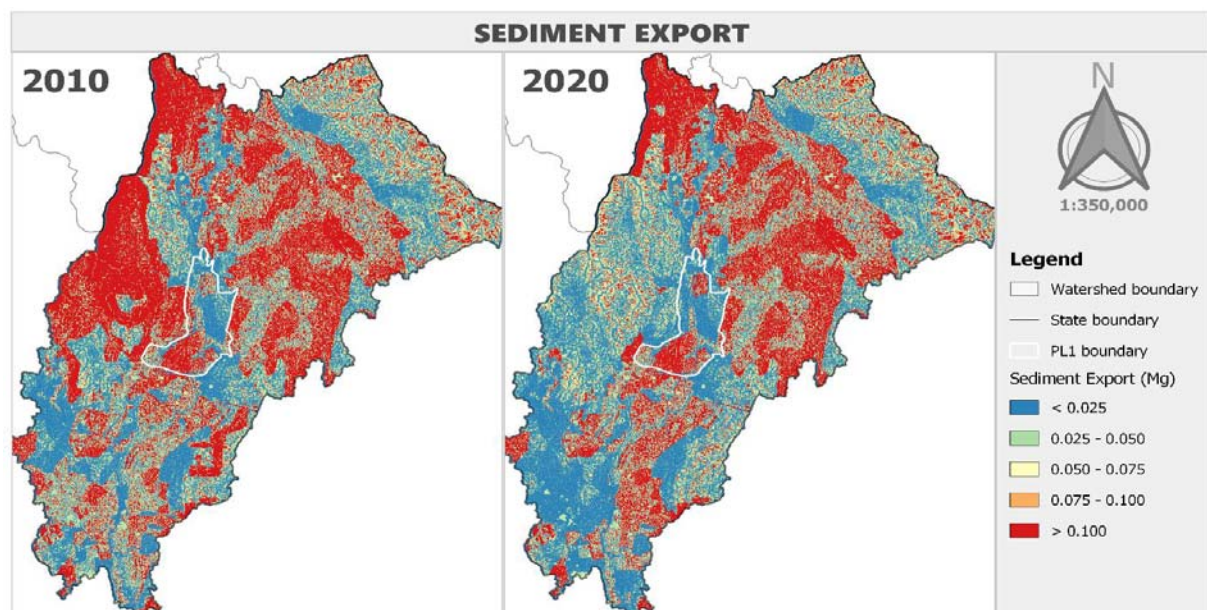 SEDIMENT EXPORT
2010
2020
N
1:350,000
Legend
Watershed boundary
State boundary
PL1 boundary
Sediment Export (Mg)
< 0.025
0.025 - 0.050
0.050 - 0.075
0.075 - 0.100
> 0.100